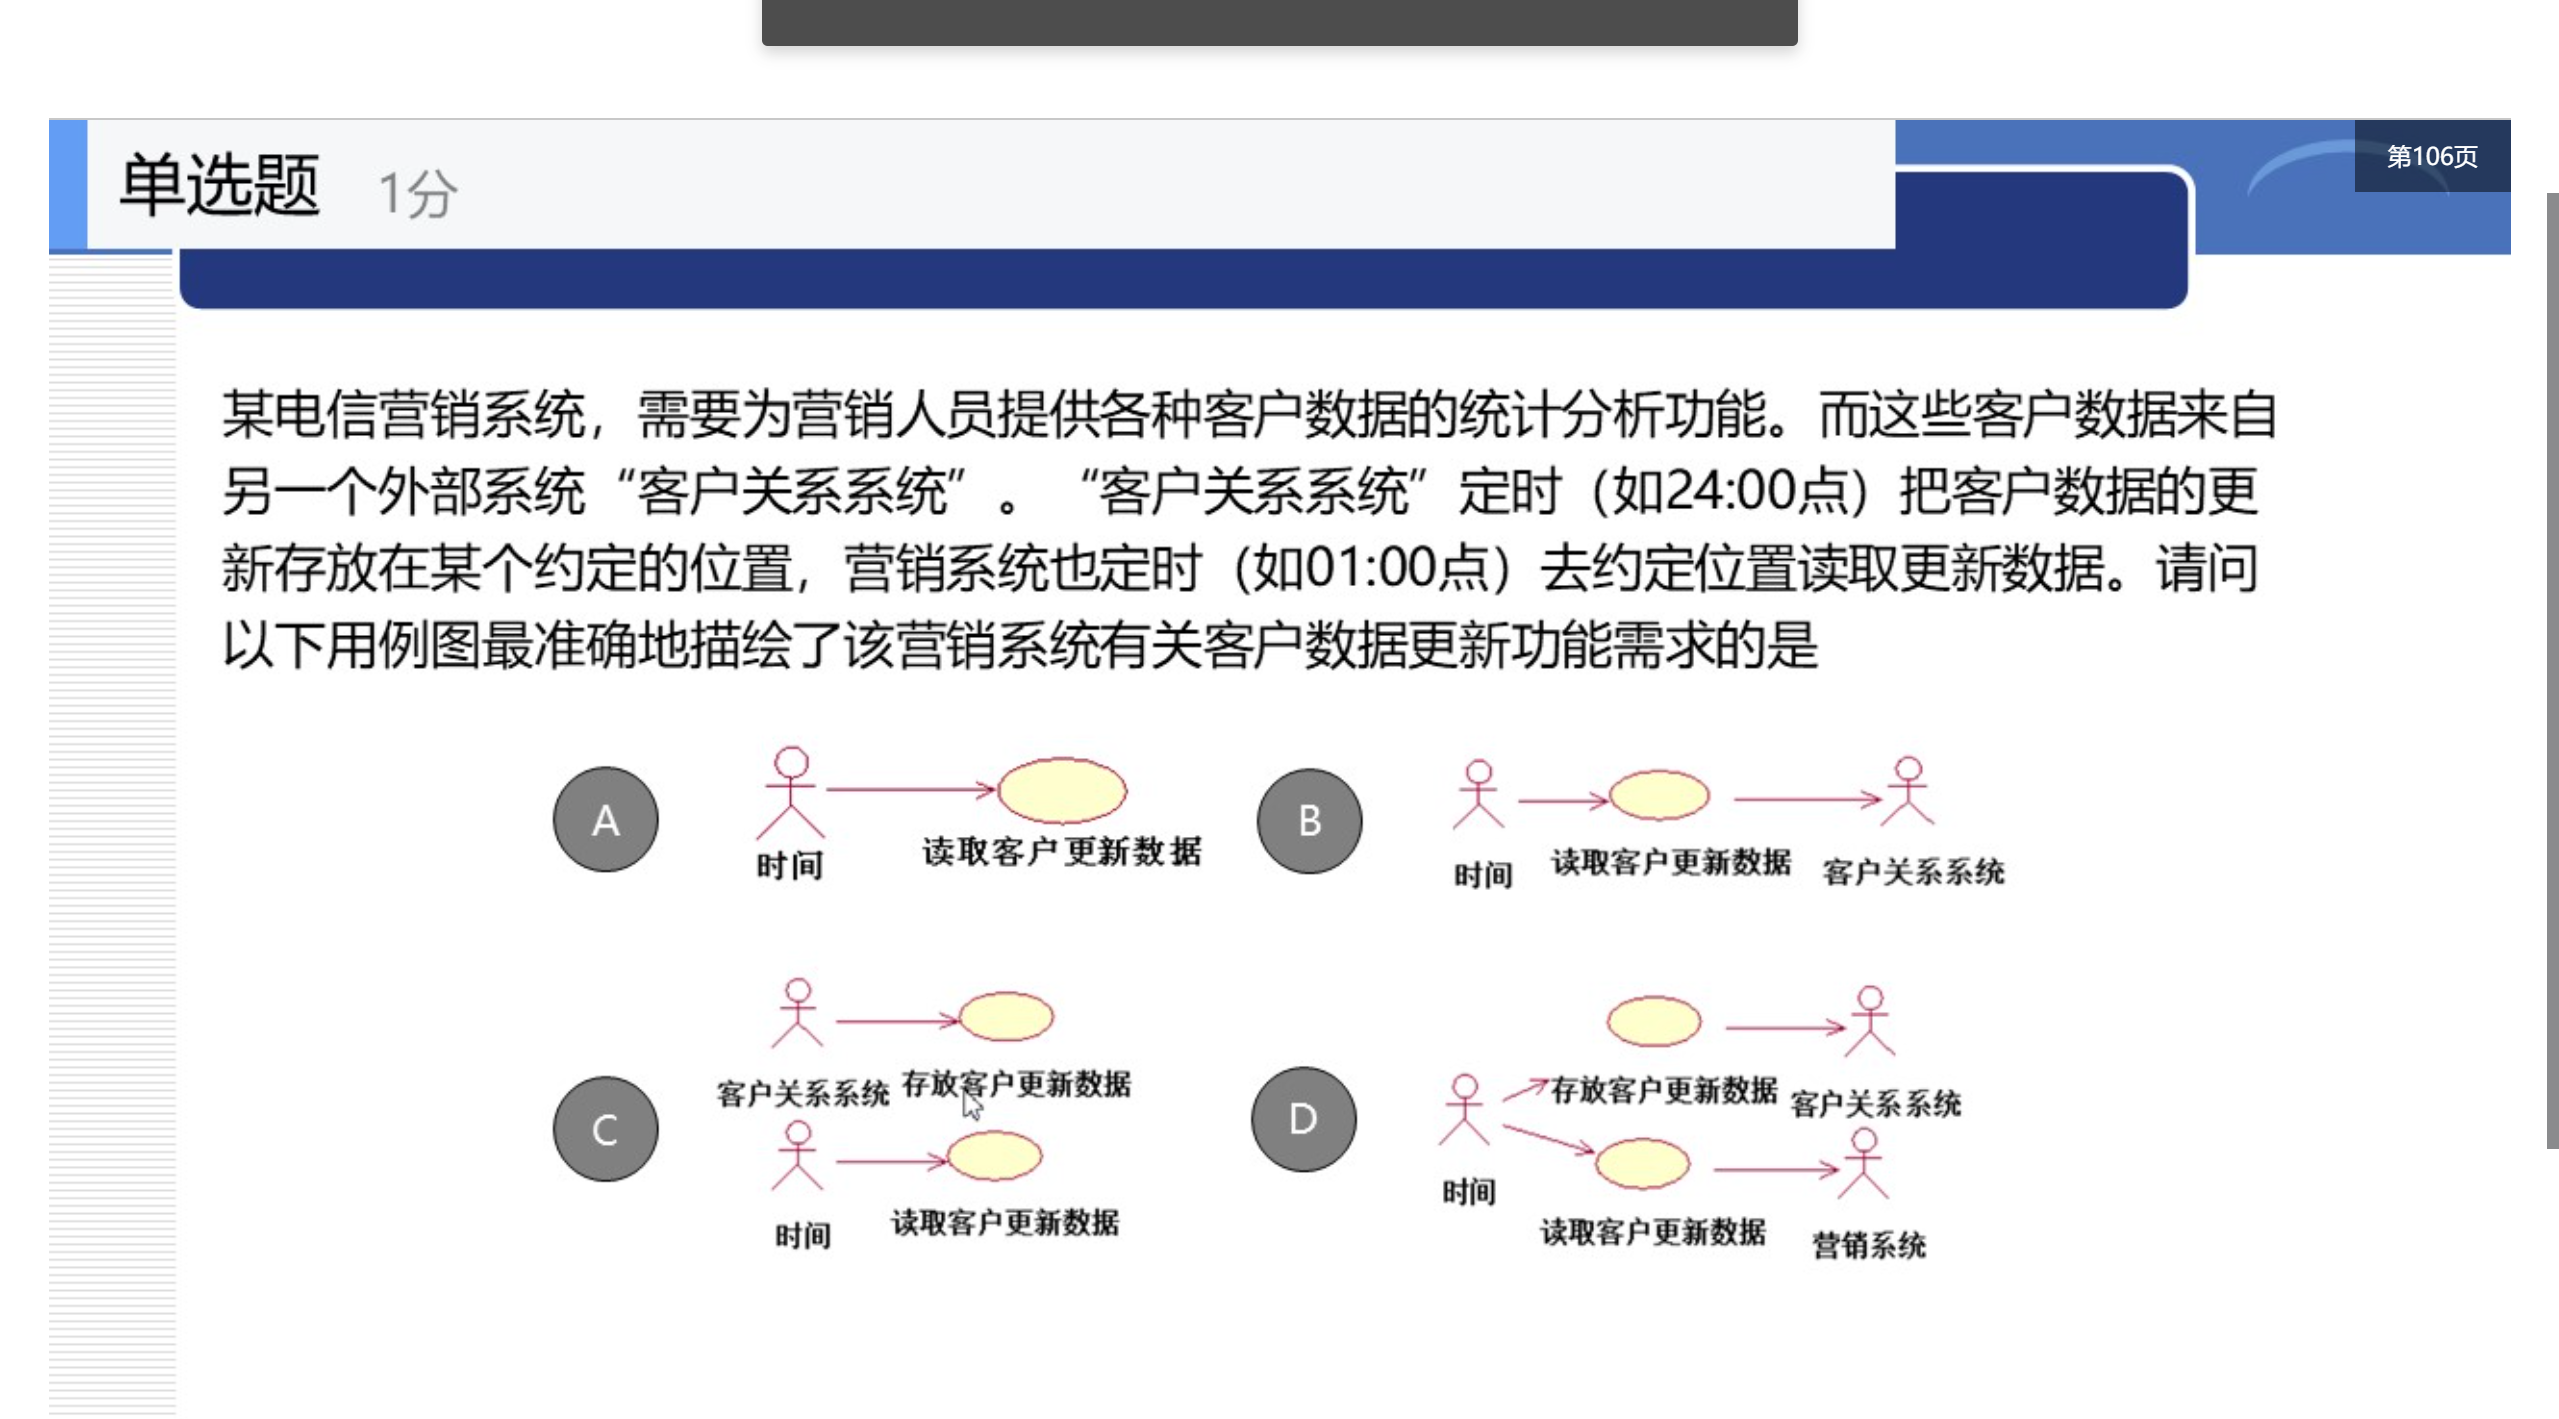 单选题 1分
第106页
某电信营销系统，需要为营销人员提供各种客户数据的统计分析功能。而这些客户数据来自
另一个外部系统“客户关系系统”。 “客户关系系统”定时（如24:00点）把客户数据的更
新存放在某个约定的位置，营销系统也定时（如01:00点）去约定位置读取更新数据。请问
以下用例图最准确地描绘了该营销系统有关客户数据更新功能需求的是
A
时间
读取客户更新数据
B
时间
读取客户更新数据
客户关系系统
C
客户关系系统
存放客户更新数据
时间
读取客户更新数据
D
存放客户更新数据
客户关系系统
时间
读取客户更新数据
营销系统